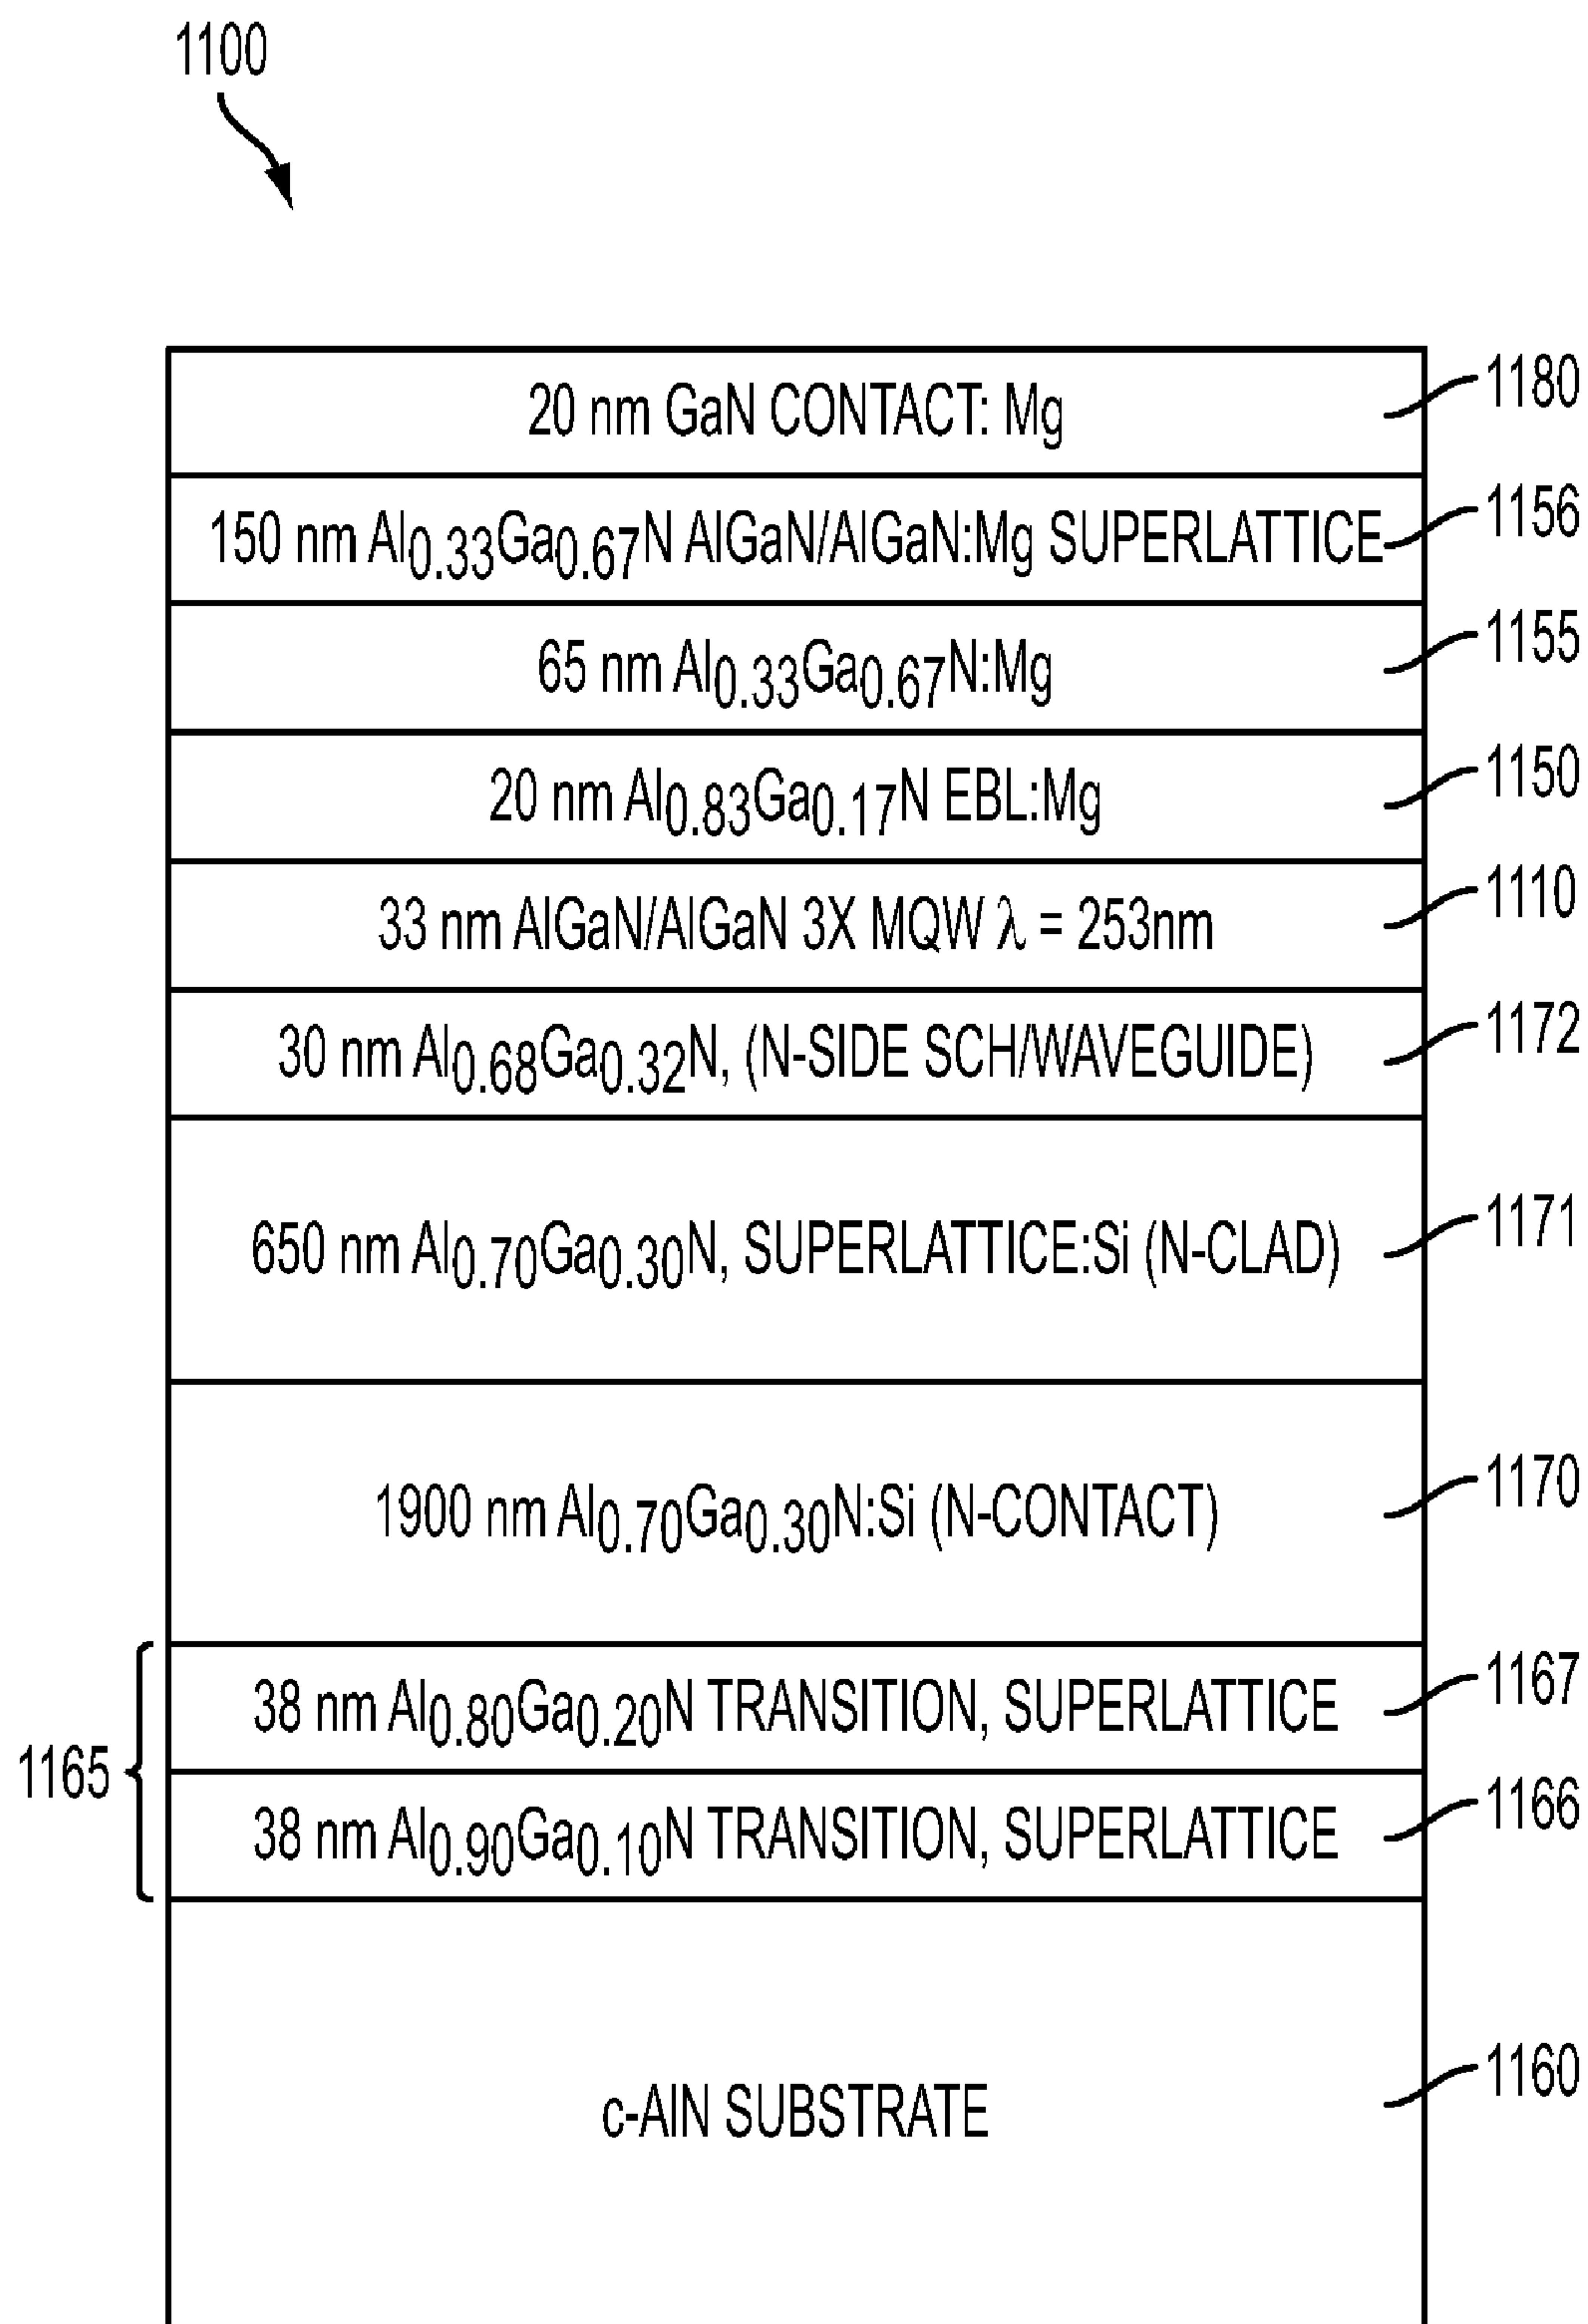 1100
20 nm GaN CONTACT: Mg
1180
150 nm Al0.33Ga0.67N AlGaN/AlGaN:Mg SUPERLATTICE
1156
65 nm Al0.33Ga0.67N:Mg
1155
20 nm Al0.83Ga0.17N EBL:Mg
1150
33 nm AlGaN/AlGaN 3X MQW λ = 253nm
1110
30 nm Al0.68Ga0.32N, (N-SIDE SCH/WAVEGUIDE)
1172
650 nm Al0.70Ga0.30N, SUPERLATTICE:Si (N-CLAD)
1171
1900 nm Al0.70Ga0.30N:Si (N-CONTACT)
1170
38 nm Al0.80Ga0.20N TRANSITION, SUPERLATTICE
1167
1165
38 nm Al0.90Ga0.10N TRANSITION, SUPERLATTICE
1166
c-AlN SUBSTRATE
1160